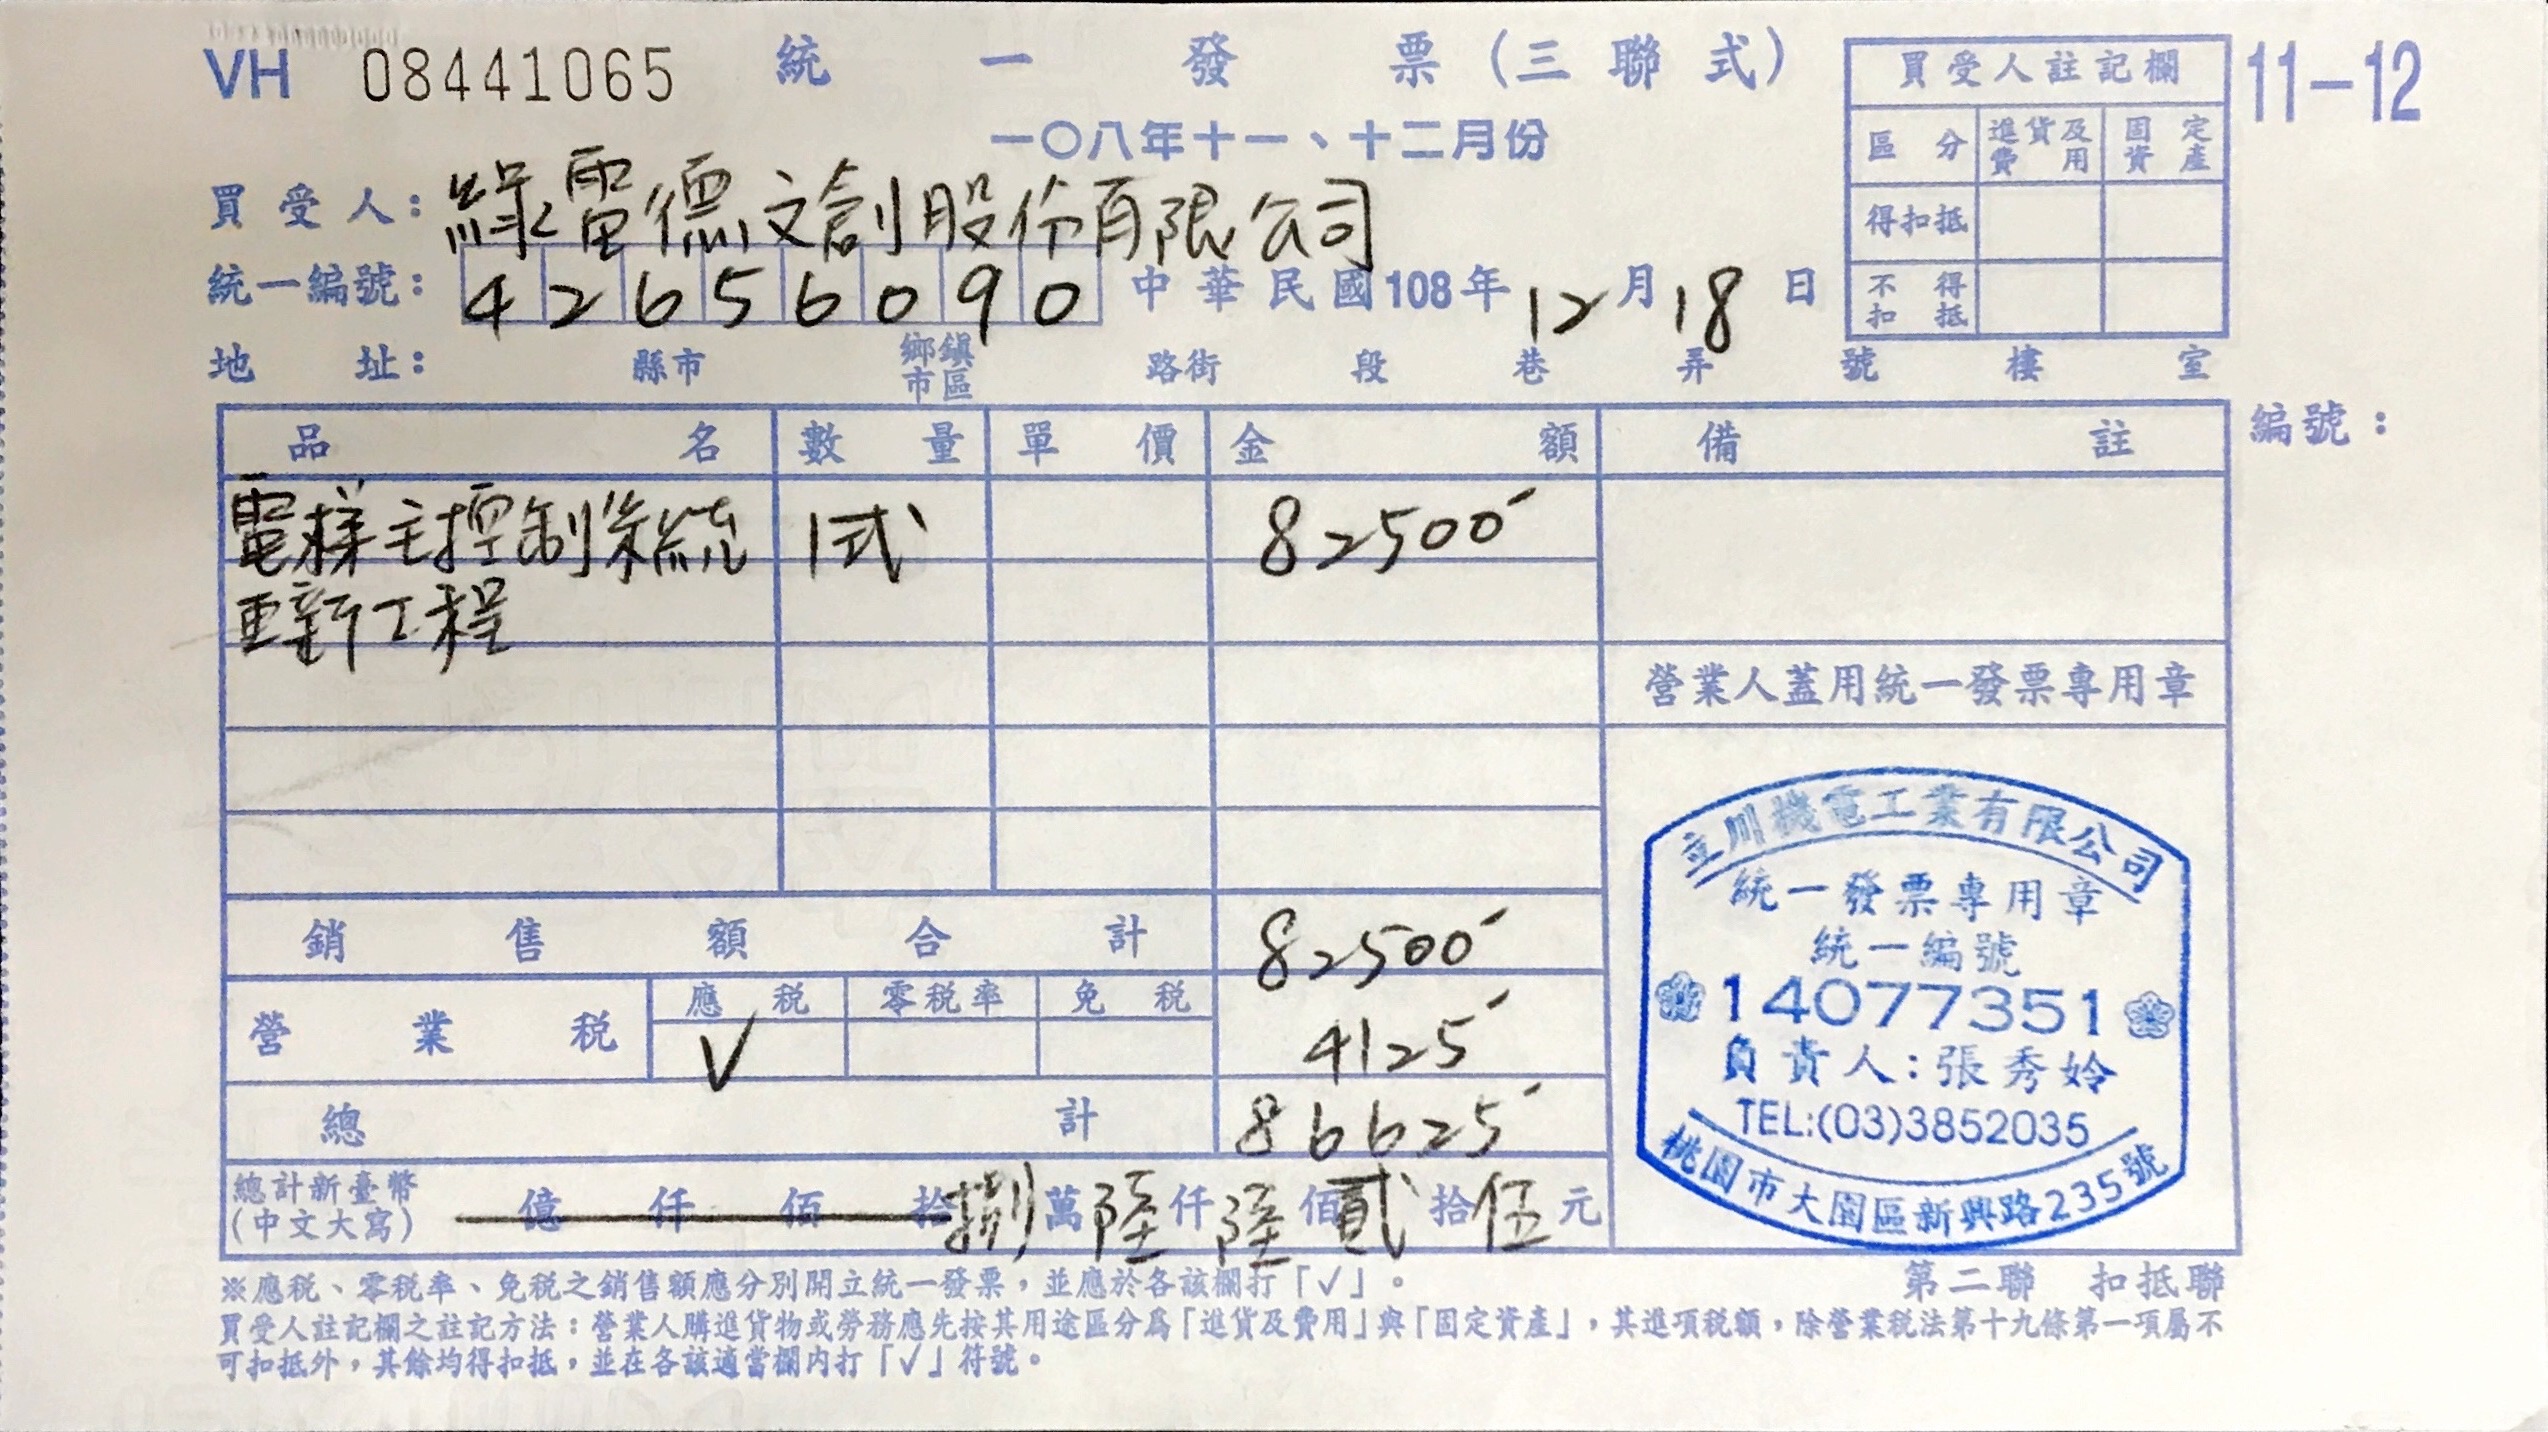 VH 08441065 統一發票(三聯式)
一〇八年十一、十二月份
11-12
買受人註記欄
區分 進貨及費用 固定資產
得扣抵
不得扣抵
買受人:綠電德文創股份有限公司
統一編號:42656090 中華民國108年12月18日
地址: 縣市 鄉鎮市區 路街 段 巷 弄 號 樓 室
編號:
品名 數量 單價 金額 備註
電梯主控制系統 1式 82500
更新工程
營業人蓋用統一發票專用章
銷售額合計 82500
營業稅 應稅 零稅率 免稅
V 4125
總計 86625
總計新臺幣(中文大寫) 億仟佰拾捌萬陸仟陸佰貳拾伍元
立川機電工業有限公司
統一發票專用章
統一編號
14077351
負責人:張秀姈
TEL:(03)3852035
桃園市大園區新興路235號
※應稅、零稅率、免稅之銷售額應分別開立統一發票,並應於各該欄打「✓」。
第二聯 扣抵聯
買受人註記欄之註記方法:營業人購進貨物或勞務應先按其用途區分為「進貨及費用」與「固定資產」,其進項稅額,除營業稅法第十九條第一項屬不
可扣抵外,其餘均得扣抵,並在各該適當欄內打「✓」符號。